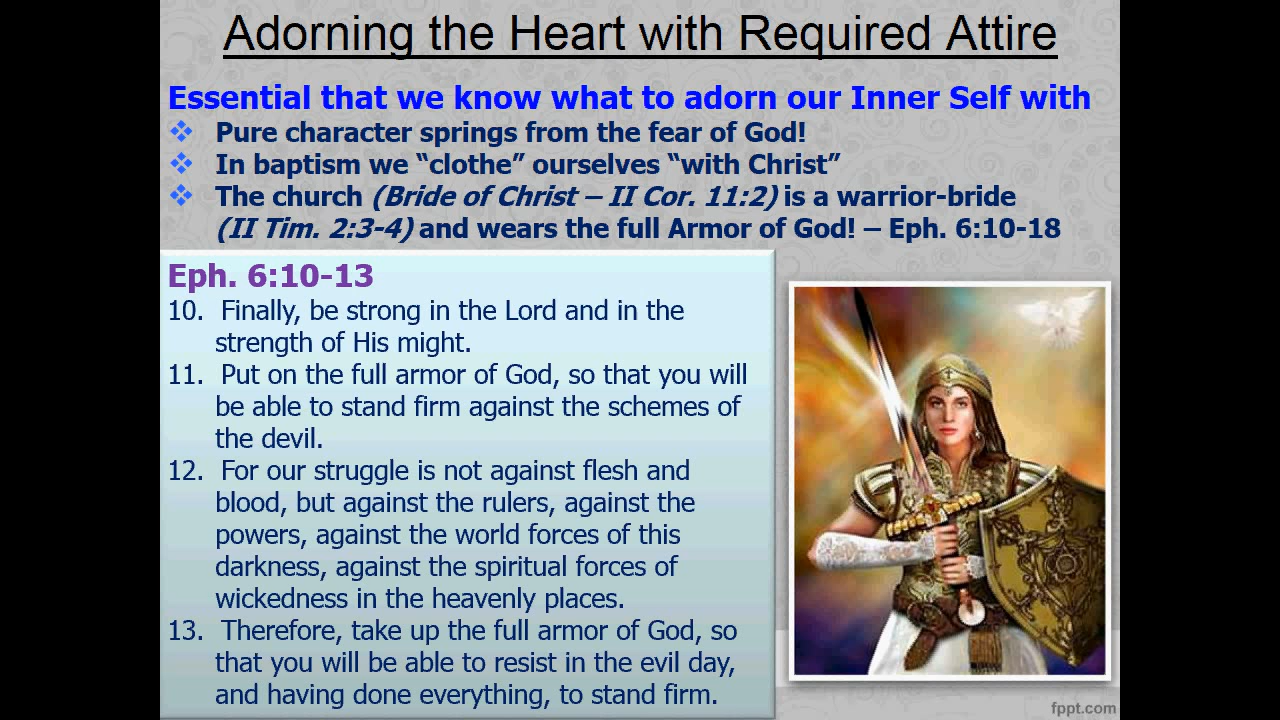 Adorning the Heart with Required Attire
Essential that we know what to adorn our Inner Self with
❖ Pure character springs from the fear of God!
❖ In baptism we “clothe” ourselves “with Christ”
❖ The church (Bride of Christ – II Cor. 11:2) is a warrior-bride
(II Tim. 2:3-4) and wears the full Armor of God! – Eph. 6:10-18
Eph. 6:10-13
10. Finally, be strong in the Lord and in the
strength of His might.
11. Put on the full armor of God, so that you will
be able to stand firm against the schemes of
the devil.
12. For our struggle is not against flesh and
blood, but against the rulers, against the
powers, against the world forces of this
darkness, against the spiritual forces of
wickedness in the heavenly places.
13. Therefore, take up the full armor of God, so
that you will be able to resist in the evil day,
and having done everything, to stand firm.
fppt.com